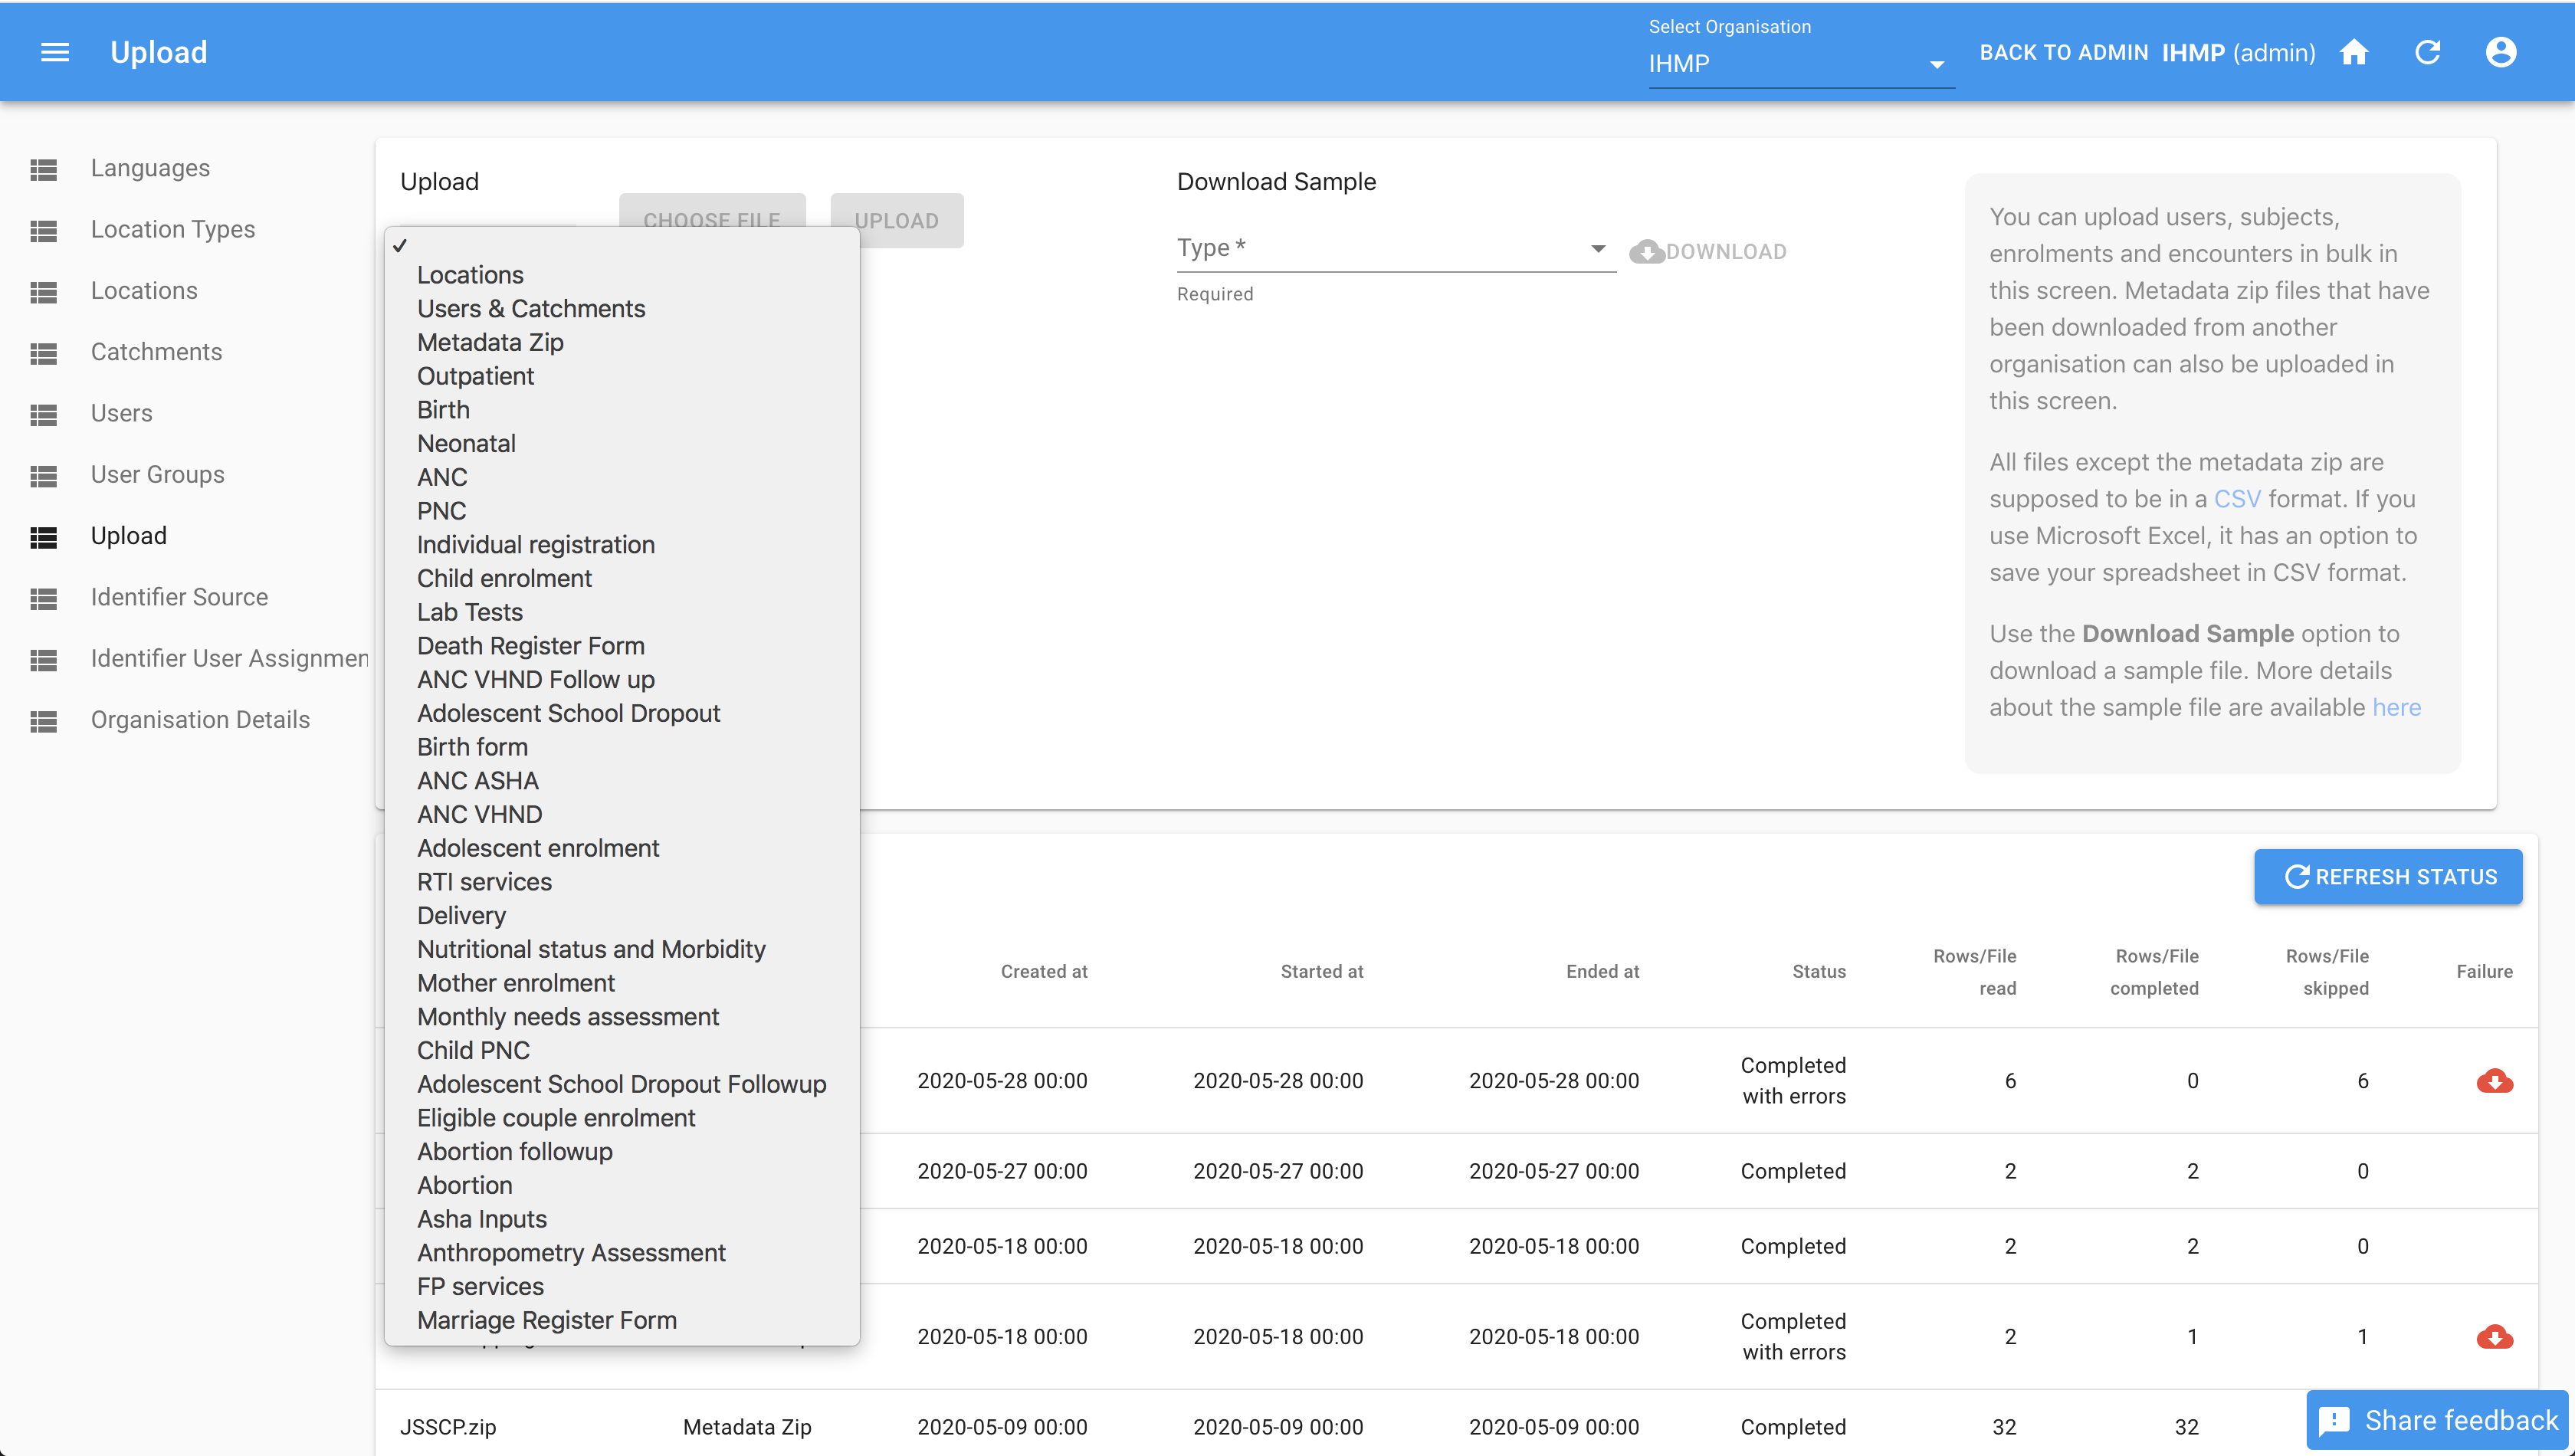 Upload
Select Organisation
IHMP
BACK TO ADMIN IHMP (admin)
Languages
Location Types
Locations
Catchments
Users
User Groups
Upload
Identifier Source
Identifier User Assignmen
Organisation Details
Upload
CHOOSE FILE
UPLOAD
✓
Locations
Users & Catchments
Metadata Zip
Outpatient
Birth
Neonatal
ANC
PNC
Individual registration
Child enrolment
Lab Tests
Death Register Form
ANC VHND Follow up
Adolescent School Dropout
Birth form
ANC ASHA
ANC VHND
Adolescent enrolment
RTI services
Delivery
Nutritional status and Morbidity
Mother enrolment
Monthly needs assessment
Child PNC
Adolescent School Dropout Followup
Eligible couple enrolment
Abortion followup
Abortion
Asha Inputs
Anthropometry Assessment
FP services
Marriage Register Form
Download Sample
Type *
Required
DOWNLOAD
You can upload users, subjects,
enrolments and encounters in bulk in
this screen. Metadata zip files that have
been downloaded from another
organisation can also be uploaded in
this screen.
All files except the metadata zip are
supposed to be in a CSV format. If you
use Microsoft Excel, it has an option to
save your spreadsheet in CSV format.
Use the Download Sample option to
download a sample file. More details
about the sample file are available here
REFRESH STATUS
Created at
Started at
Ended at
Status
Rows/File
read
Rows/File
completed
Rows/File
skipped
Failure
2020-05-28 00:00 2020-05-28 00:00 2020-05-28 00:00 Completed
with errors 6 0 6
2020-05-27 00:00 2020-05-27 00:00 2020-05-27 00:00 Completed 2 2 0
2020-05-18 00:00 2020-05-18 00:00 2020-05-18 00:00 Completed 2 2 0
2020-05-18 00:00 2020-05-18 00:00 2020-05-18 00:00 Completed
with errors 2 1 1
JSSCP.zip Metadata Zip 2020-05-09 00:00 2020-05-09 00:00 2020-05-09 00:00 Completed 32 32
Share feedback